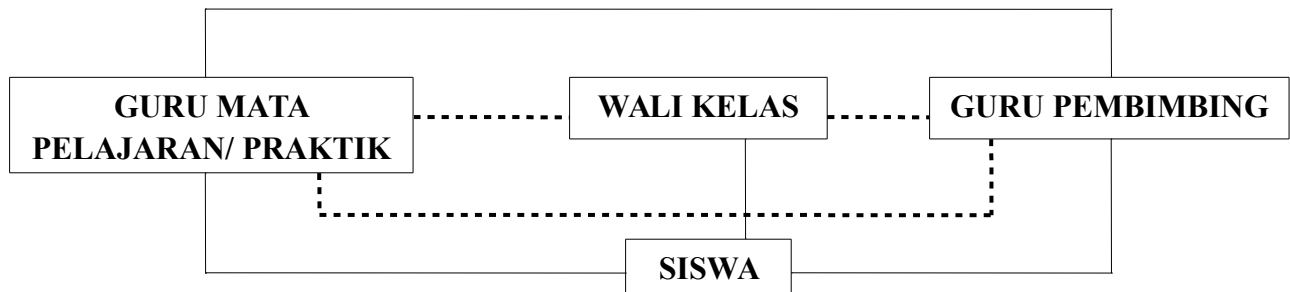 GURU MATA
PELAJARAN/ PRAKTIK
WALI KELAS
GURU PEMBIMBING
SISWA